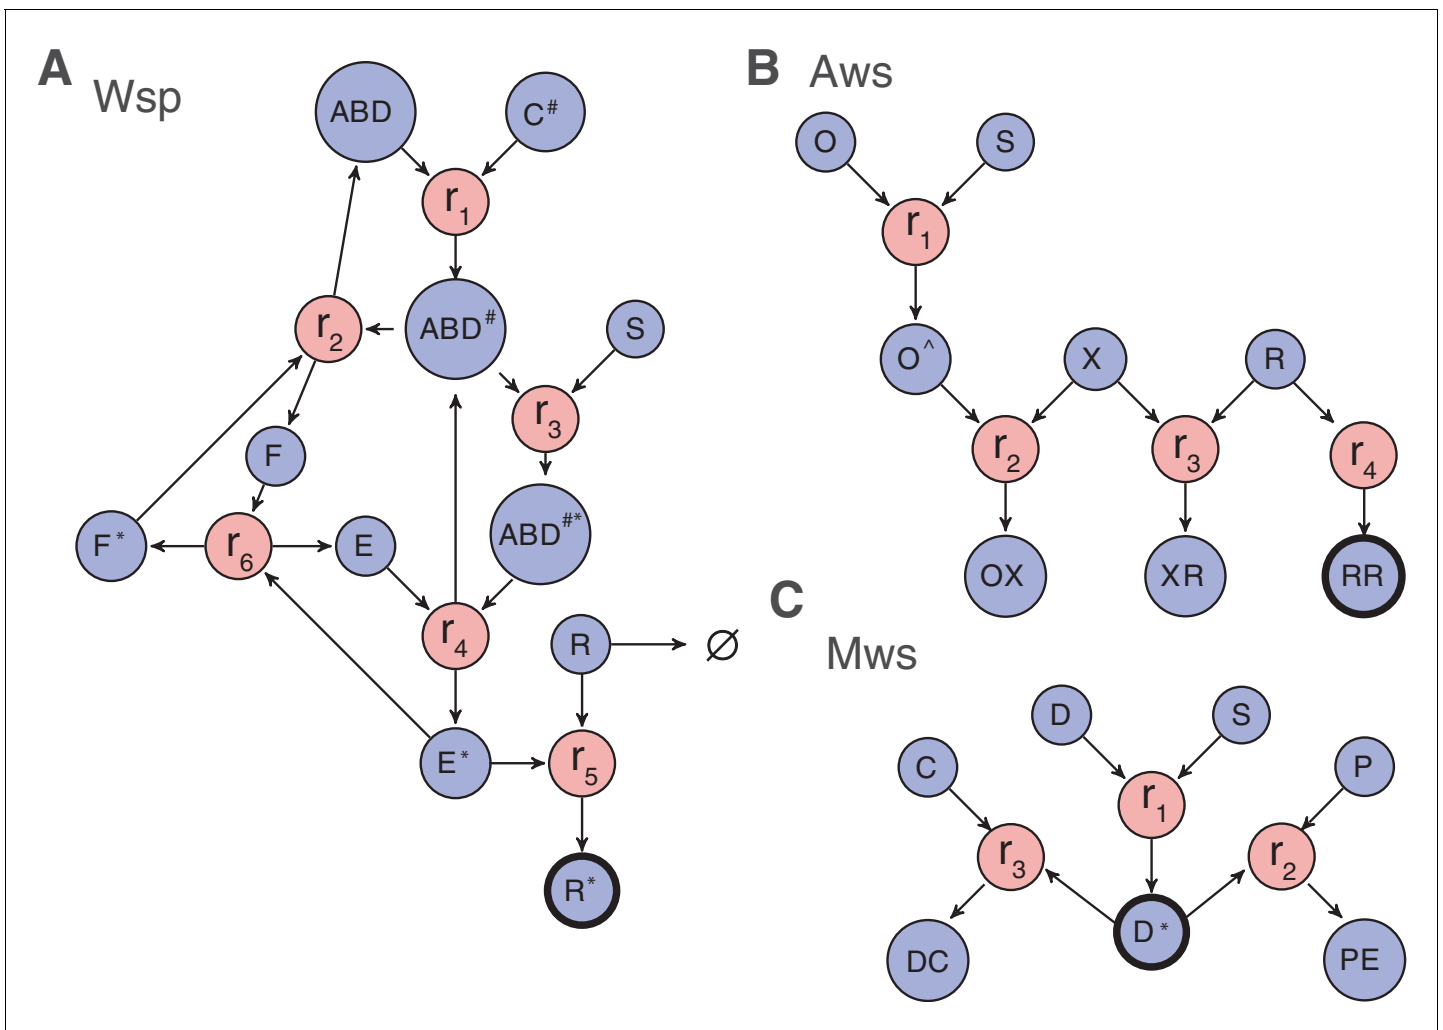 A Wsp
ABD
C#
r1
ABD#
S
r2
r3
F
ABD#*
F*
r6
E
r4
R
∅
E*
r5
R*
B Aws
O
S
r1
O^
X
R
r2
r3
r4
OX
XR
RR
C Mws
D
S
C
P
r1
r3
r2
D*
DC
PE